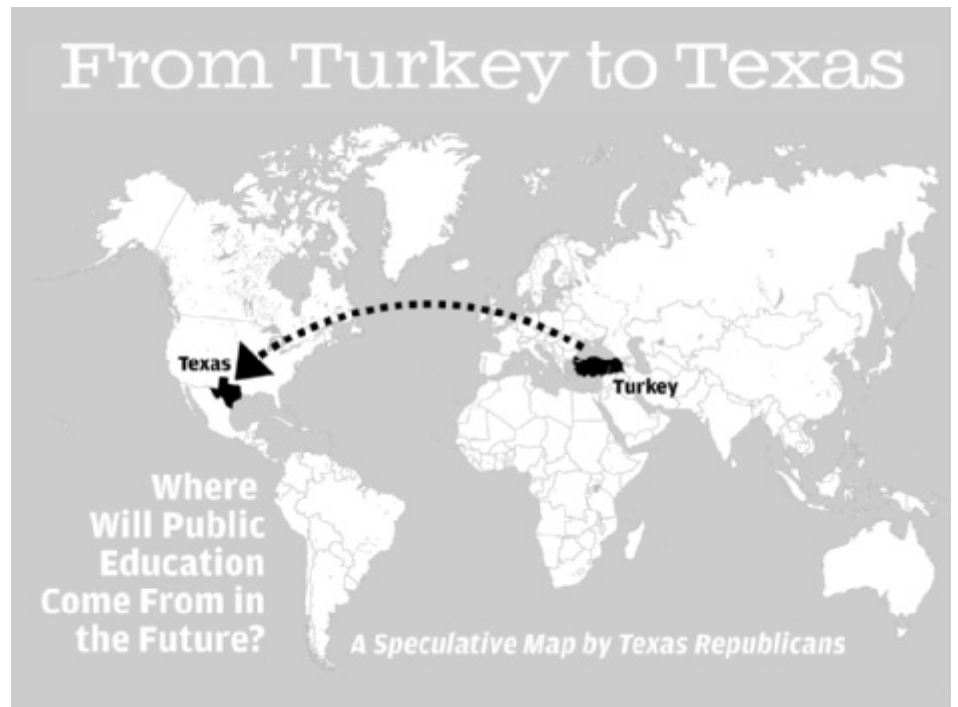 From Turkey to Texas
Texas
Turkey
Where
Will Public
Education
Come From in
the Future?
A Speculative Map by Texas Republicans